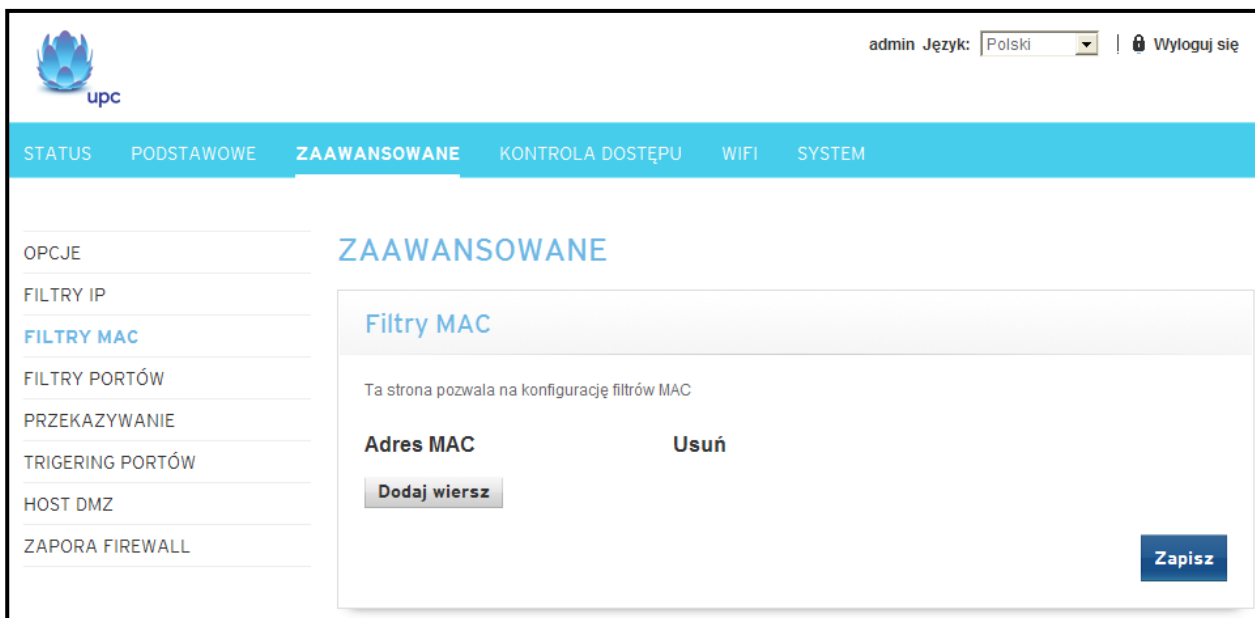 upc
admin Język: Polski | Wyloguj się
STATUS PODSTAWOWE ZAAWANSOWANE KONTROLA DOSTĘPU WIFI SYSTEM
OPCJE
FILTRY IP
FILTRY MAC
FILTRY PORTÓW
PRZEKAZYWANIE
TRIGERING PORTÓW
HOST DMZ
ZAPORA FIREWALL
ZAAWANSOWANE
Filtry MAC
Ta strona pozwala na konfigurację filtrów MAC
Adres MAC Usuń
Dodaj wiersz
Zapisz